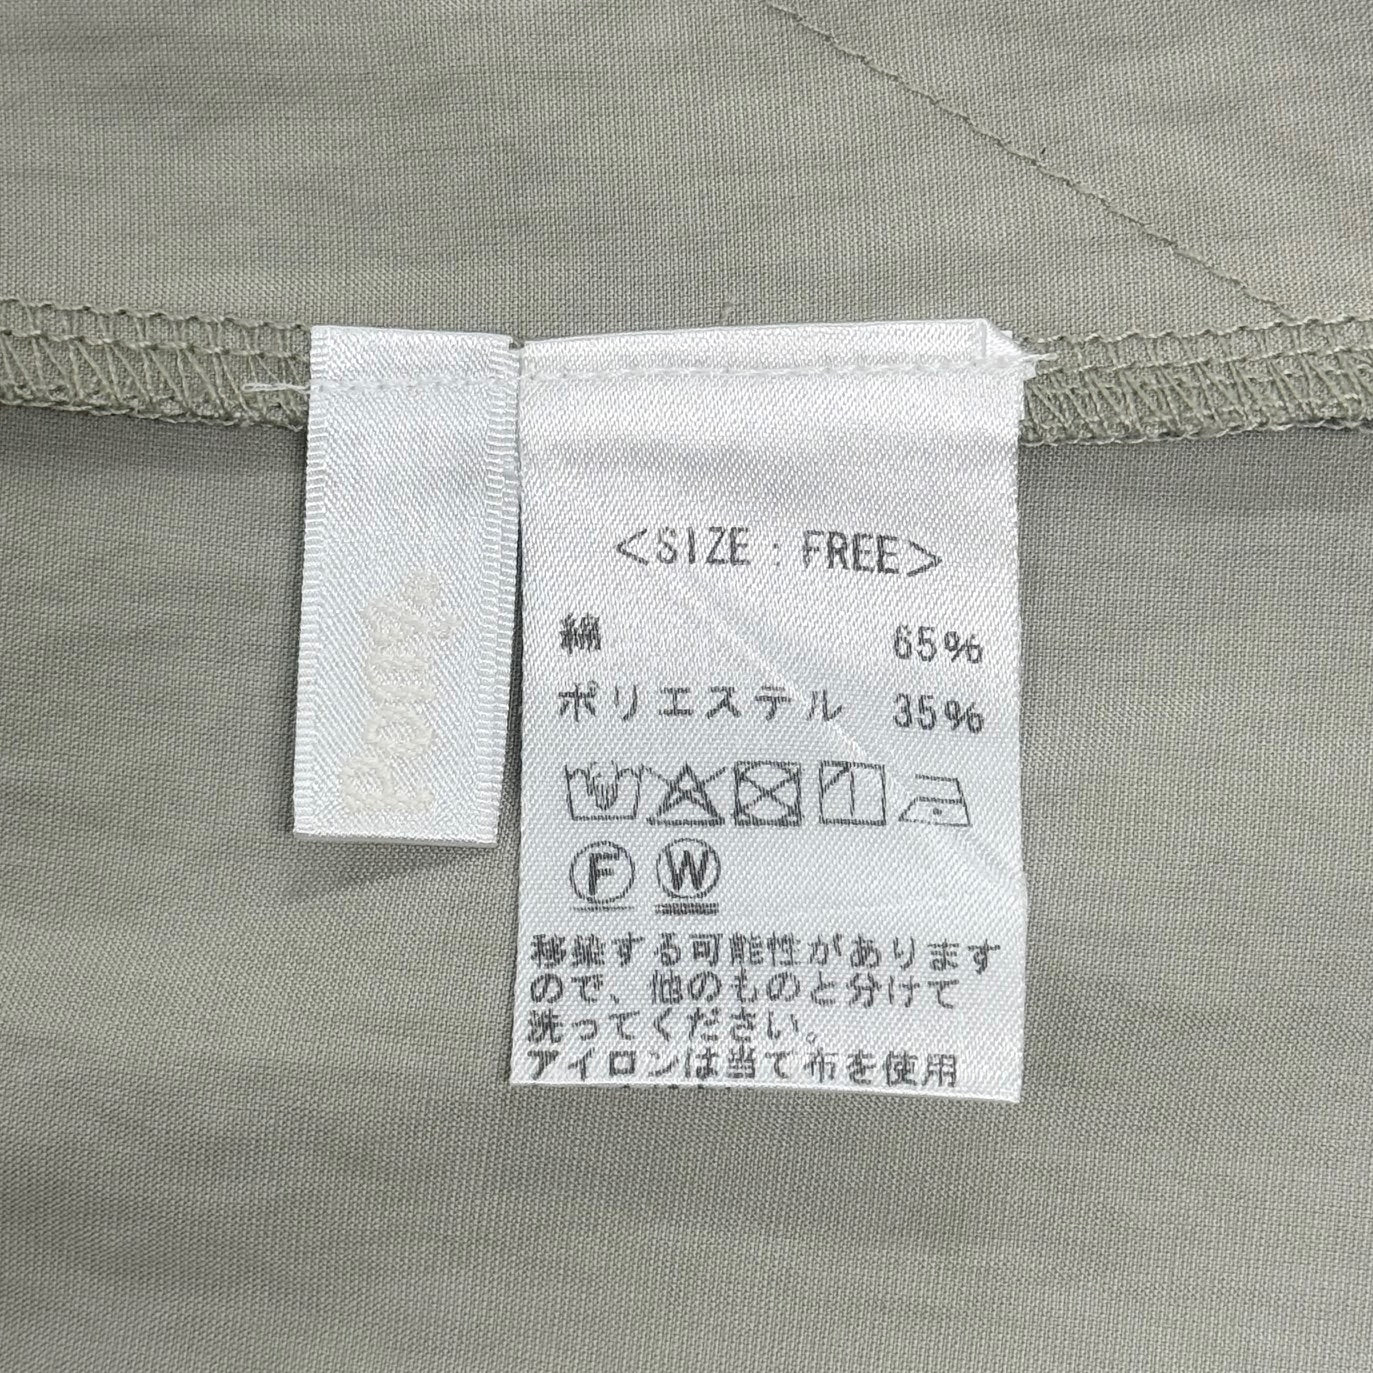 <SIZE : FREE>
綿 65%
ポリエステル 35%
F W
移染する可能性があります
ので、他のものと分けて
洗ってください。
アイロンは当て布を使用